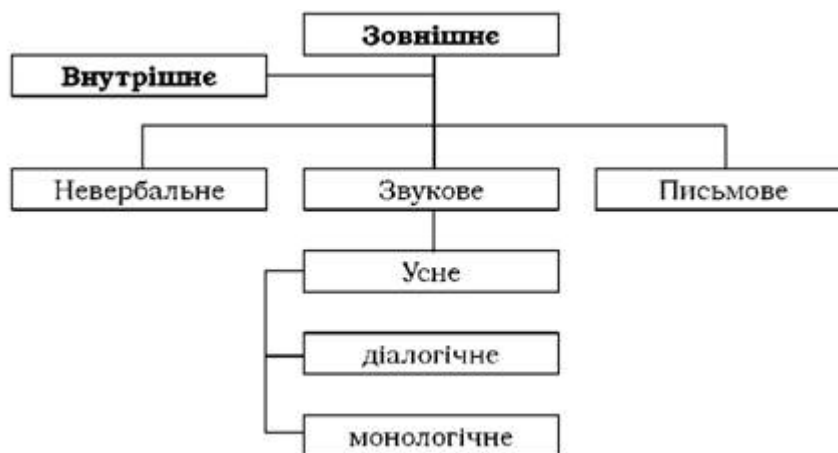 Зовнішнє
Внутрішнє
Невербальне
Звукове
Письмове
Усне
діалогічне
монологічне